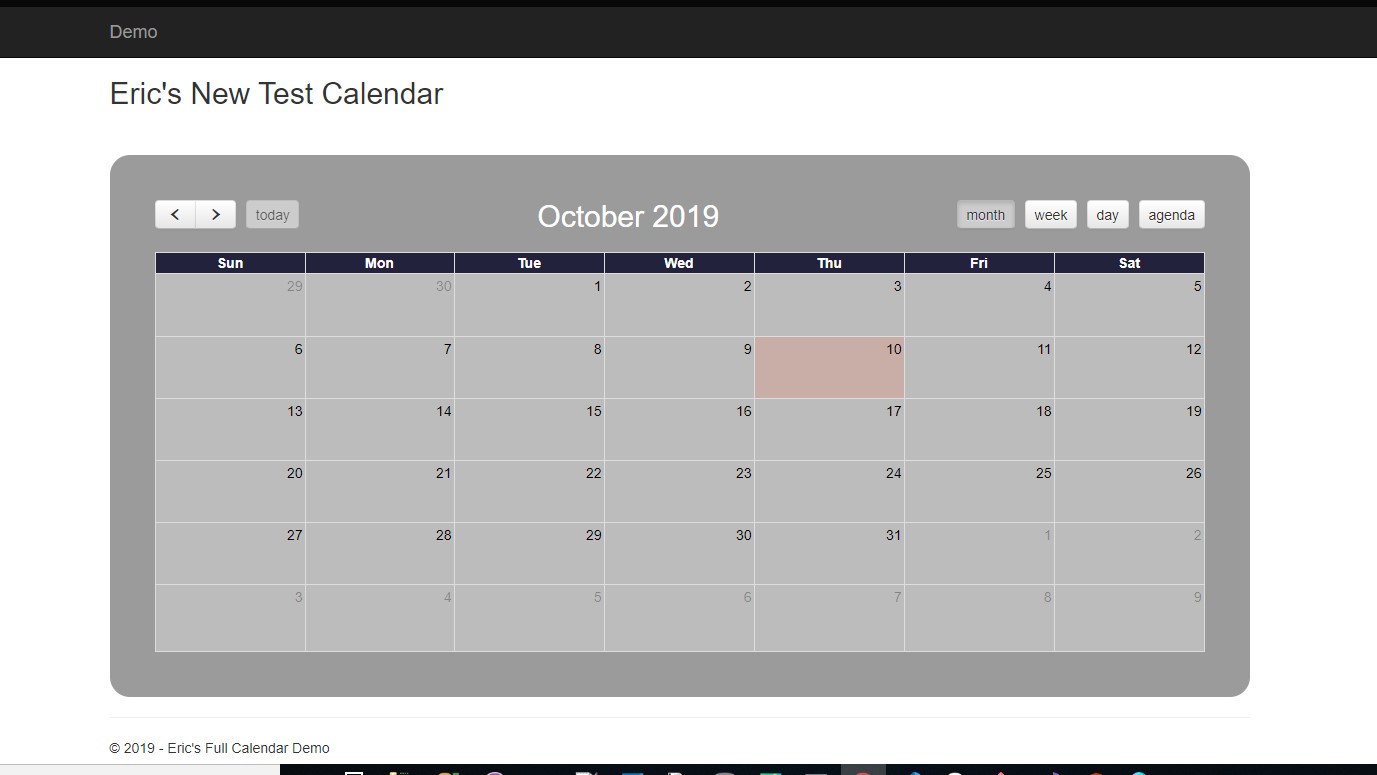 Demo
Eric's New Test Calendar
today October 2019 month week day agenda
Sun Mon Tue Wed Thu Fri Sat
29 30 1 2 3 4 5
6 7 8 9 10 11 12
13 14 15 16 17 18 19
20 21 22 23 24 25 26
27 28 29 30 31 1 2
3 4 5 6 7 8 9
© 2019 - Eric's Full Calendar Demo